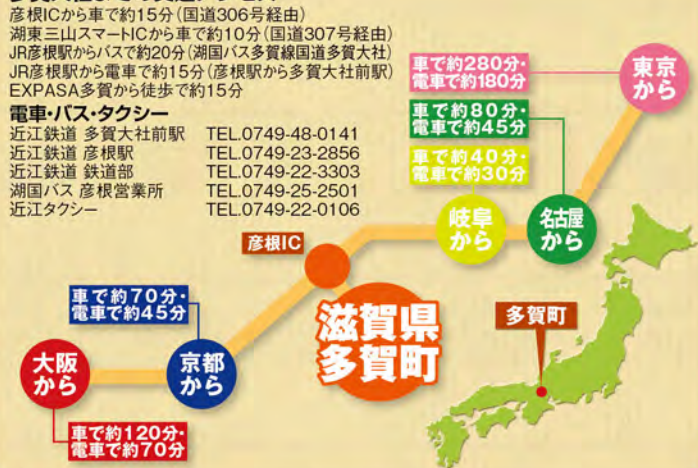 彦根ICから車で約15分(国道306号経由)
湖東三山スマートICから車で約10分(国道307号経由)
JR彦根駅からバスで約20分(湖国バス多賀線国道多賀大社)
JR彦根駅から電車で約15分(彦根駅から多賀大社前駅)
EXPASA多賀から徒歩で約15分
電車・バス・タクシー
近江鉄道 多賀大社前駅 TEL.0749-48-0141
近江鉄道 彦根駅 TEL.0749-23-2856
近江鉄道 鉄道部 TEL.0749-22-3303
湖国バス 彦根営業所 TEL.0749-25-2501
近江タクシー TEL.0749-22-0106
車で約280分・
電車で約180分
東京
から
車で約80分・
電車で約45分
車で約40分・
電車で約30分
岐阜
から
名古屋
から
彦根IC
滋賀県
多賀町
車で約70分・
電車で約45分
大阪
から
京都
から
車で約120分・
電車で約70分
多賀町